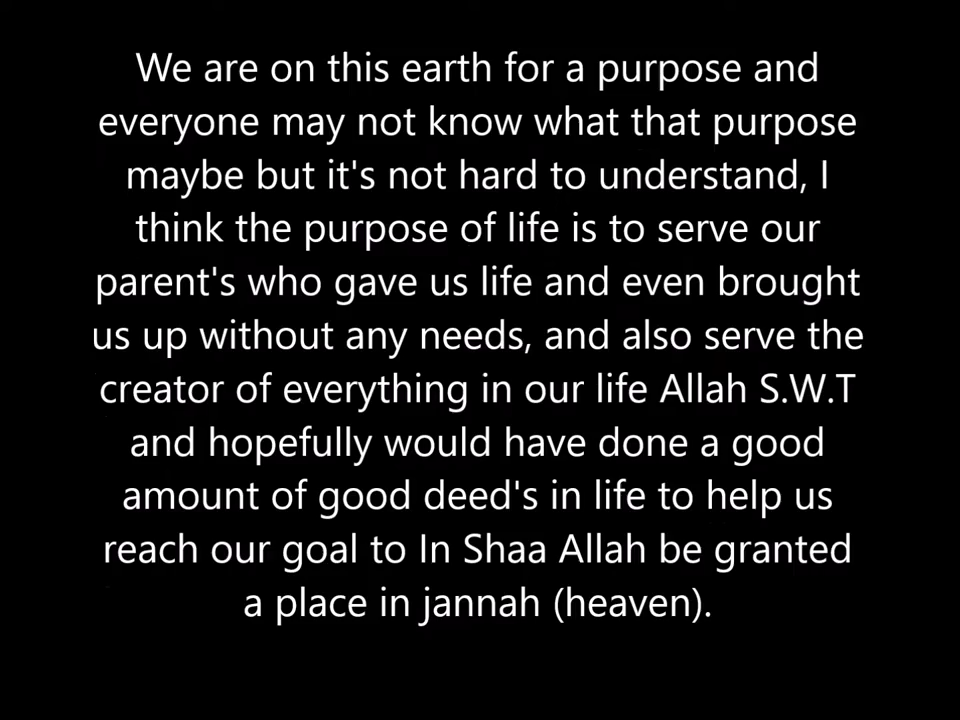 We are on this earth for a purpose and
everyone may not know what that purpose
maybe but it's not hard to understand, I
think the purpose of life is to serve our
parent's who gave us life and even brought
us up without any needs, and also serve the
creator of everything in our life Allah S.W.T
and hopefully would have done a good
amount of good deed's in life to help us
reach our goal to In Shaa Allah be granted
a place in jannah (heaven).